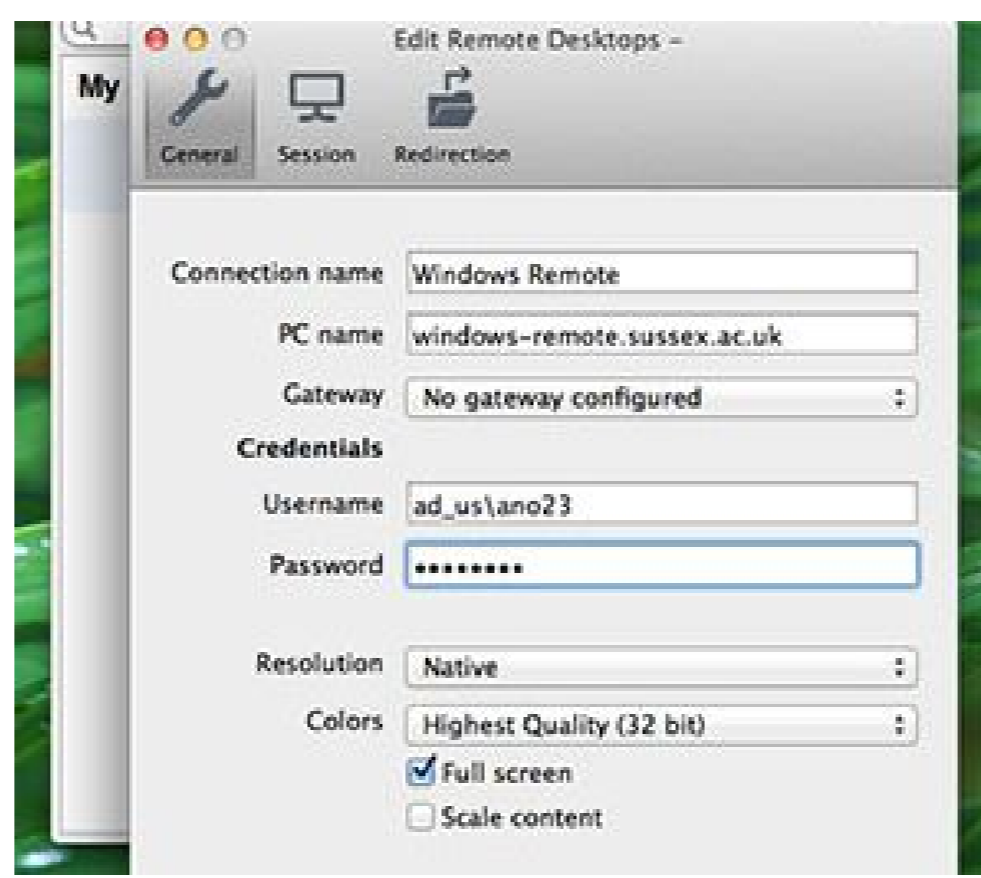 Edit Remote Desktops –
My
General Session Redirection
Connection name Windows Remote
PC name windows-remote.sussex.ac.uk
Gateway No gateway configured
Credentials
Username ad_us\ano23
Password ••••••••
Resolution Native
Colors Highest Quality (32 bit)
Full screen
Scale content